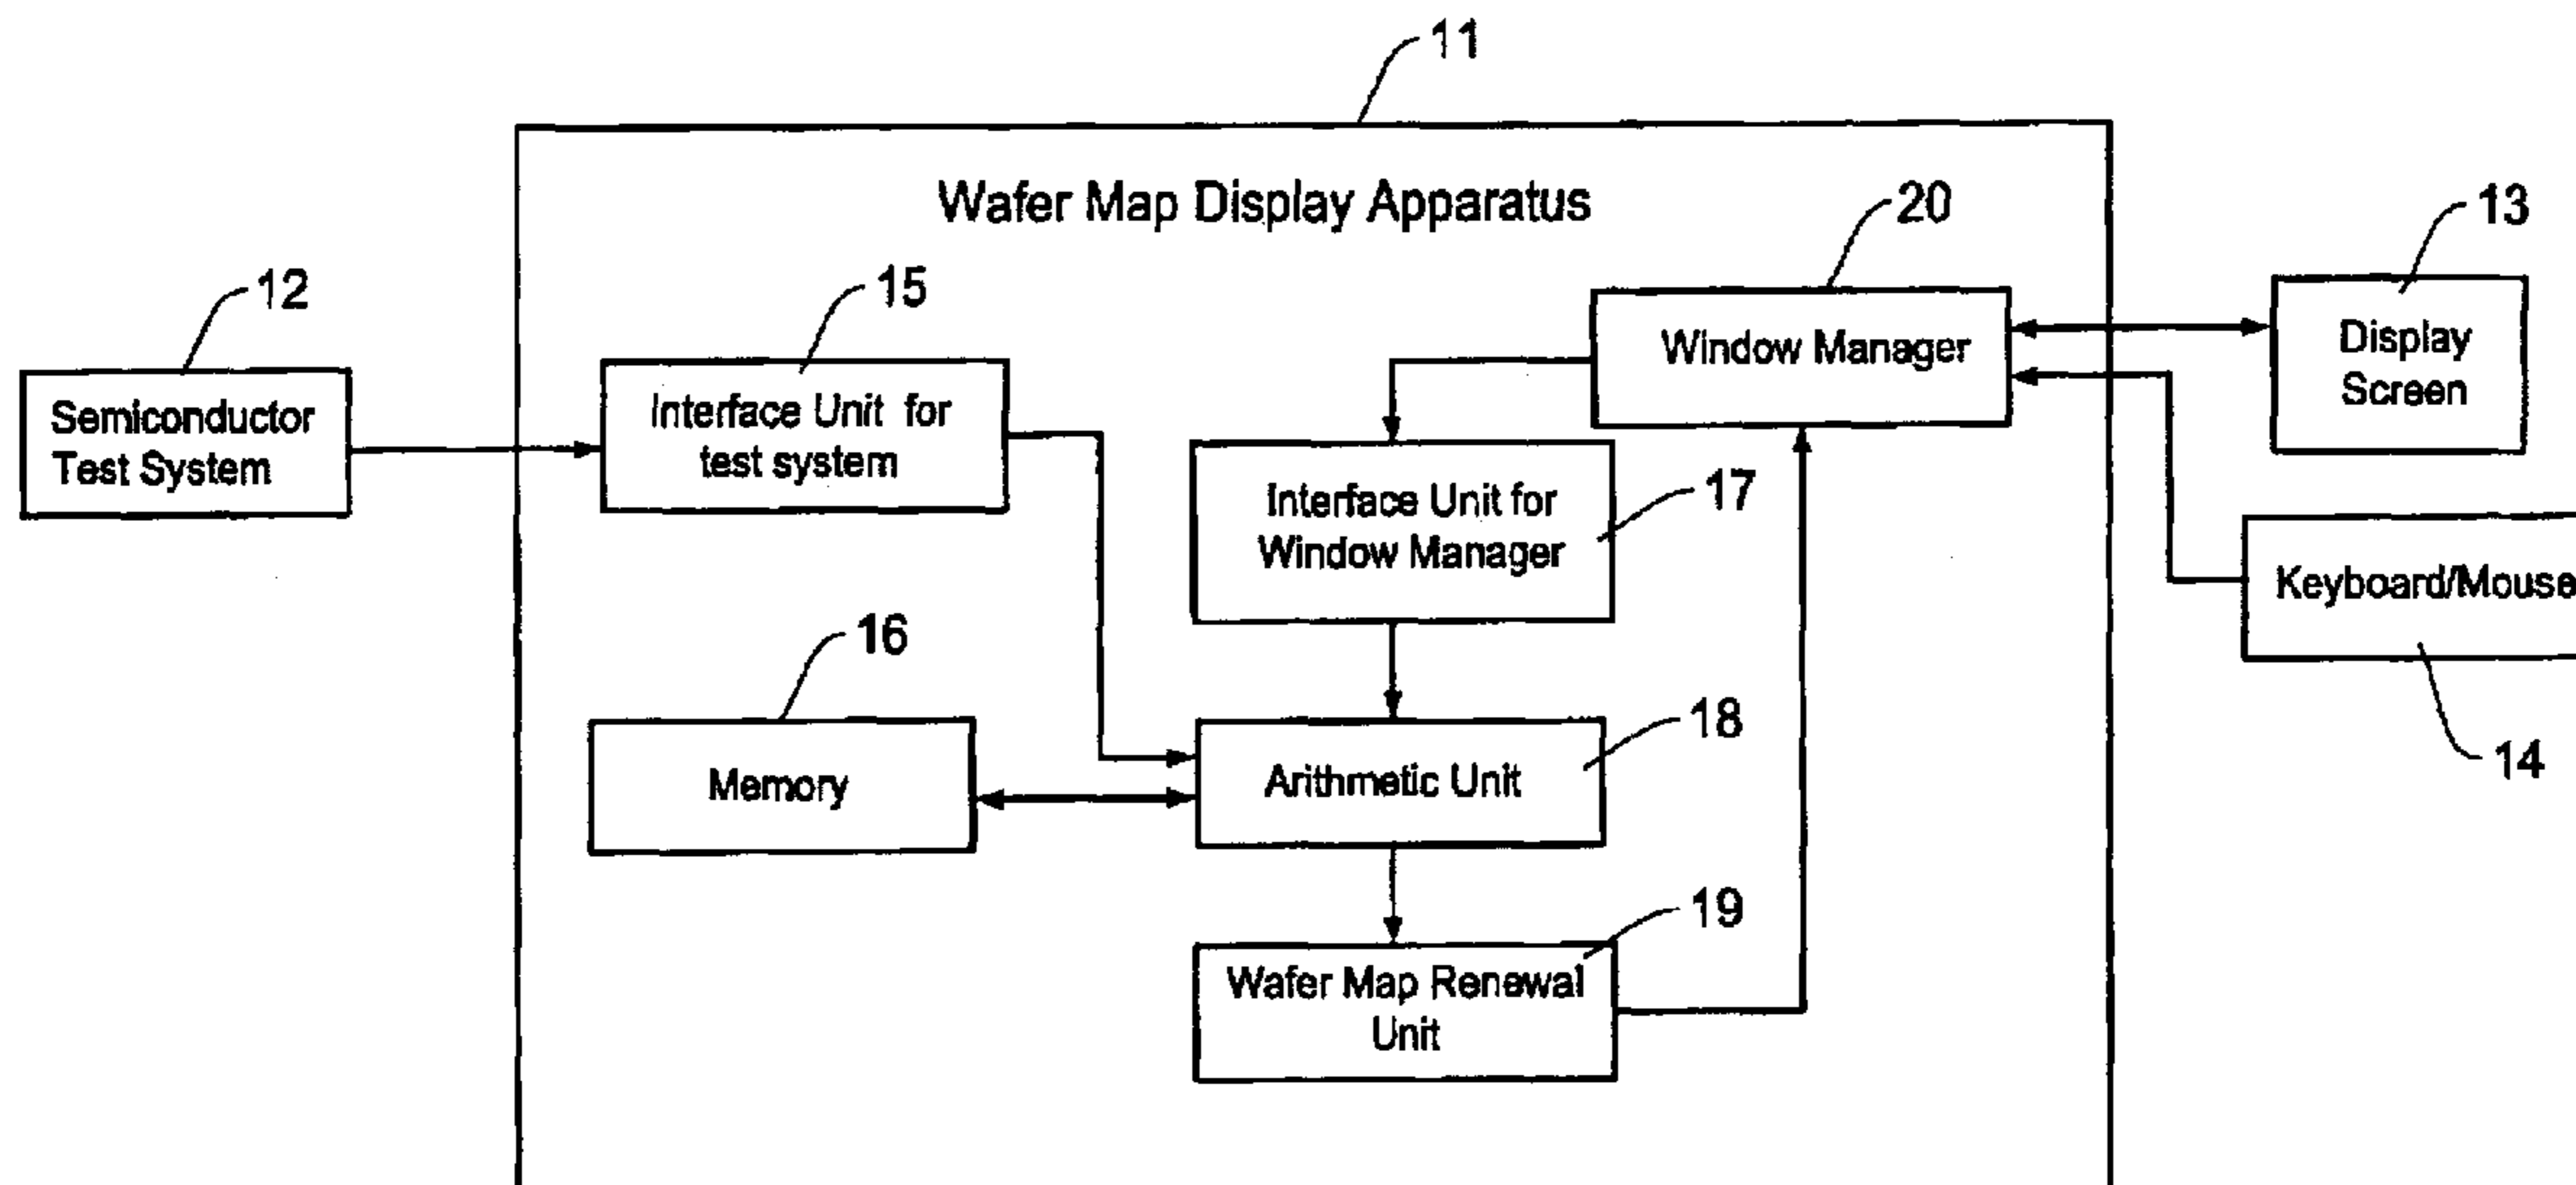 11
Wafer Map Display Apparatus
20
13
12
15
Window Manager
Display
Screen
Semiconductor
Test System
Interface Unit for
test system
Interface Unit for
Window Manager
17
Keyboard/Mouse
14
16
18
Memory
Arithmetic Unit
19
Wafer Map Renewal
Unit